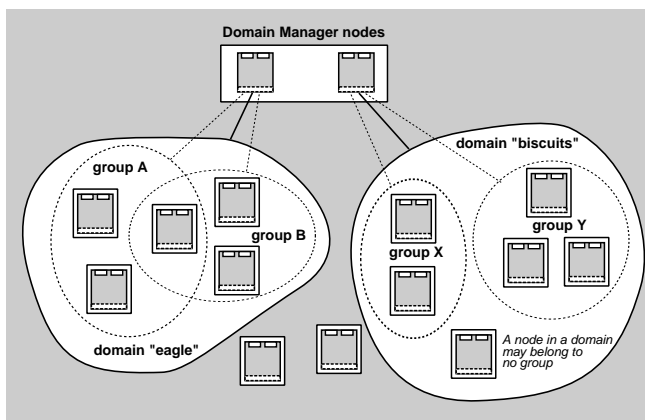 Domain Manager nodes
domain "biscuits"
group A
group B
group X
group Y
domain "eagle"
A node in a domain
may belong to
no group